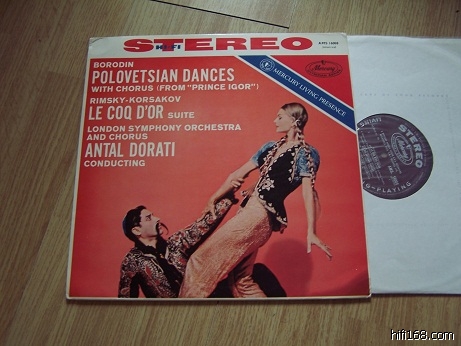 STEREO
HI-FI
BORODIN
POLOVETSIAN DANCES
WITH CHORUS (FROM "PRINCE IGOR")
RIMSKY-KORSAKOV
LE COQ D'OR SUITE
LONDON SYMPHONY ORCHESTRA
AND CHORUS
ANTAL DORATI
CONDUCTING
MERCURY LIVING PRESENCE
STEREO
hifi168.com